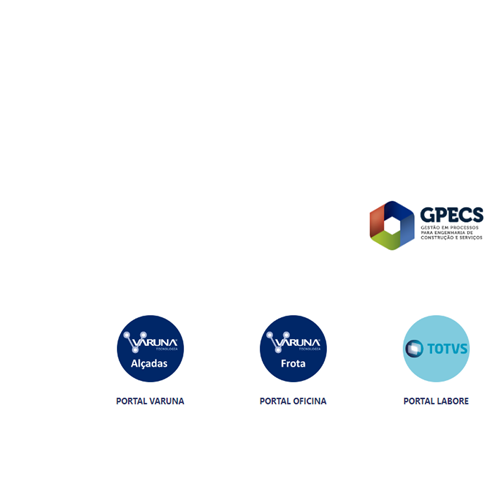 GPECS
GESTÃO EM PROCESSOS
PARA ENGENHARIA DE
CONSTRUÇÃO E SERVIÇOS
VARUNA
TECNOLOGIA
Alçadas
VARUNA
TECNOLOGIA
Frota
TOTVS
PORTAL VARUNA
PORTAL OFICINA
PORTAL LABORE